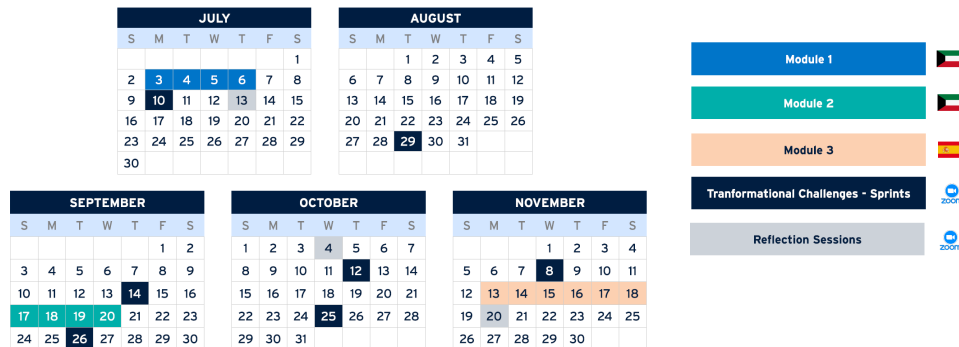 JULY
S M T W T F S
1
2 3 4 5 6 7 8
9 10 11 12 13 14 15
16 17 18 19 20 21 22
23 24 25 26 27 28 29
30
AUGUST
S M T W T F S
1 2 3 4 5
6 7 8 9 10 11 12
13 14 15 16 17 18 19
20 21 22 23 24 25 26
27 28 29 30 31
Module 1
Module 2
Module 3
Tranformational Challenges - Sprints
zoom
Reflection Sessions
zoom
SEPTEMBER
S M T W T F S
1 2
3 4 5 6 7 8 9
10 11 12 13 14 15 16
17 18 19 20 21 22 23
24 25 26 27 28 29 30
OCTOBER
S M T W T F S
1 2 3 4 5 6 7
8 9 10 11 12 13 14
15 16 17 18 19 20 21
22 23 24 25 26 27 28
29 30 31
NOVEMBER
S M T W T F S
1 2 3 4
5 6 7 8 9 10 11
12 13 14 15 16 17 18
19 20 21 22 23 24 25
26 27 28 29 30